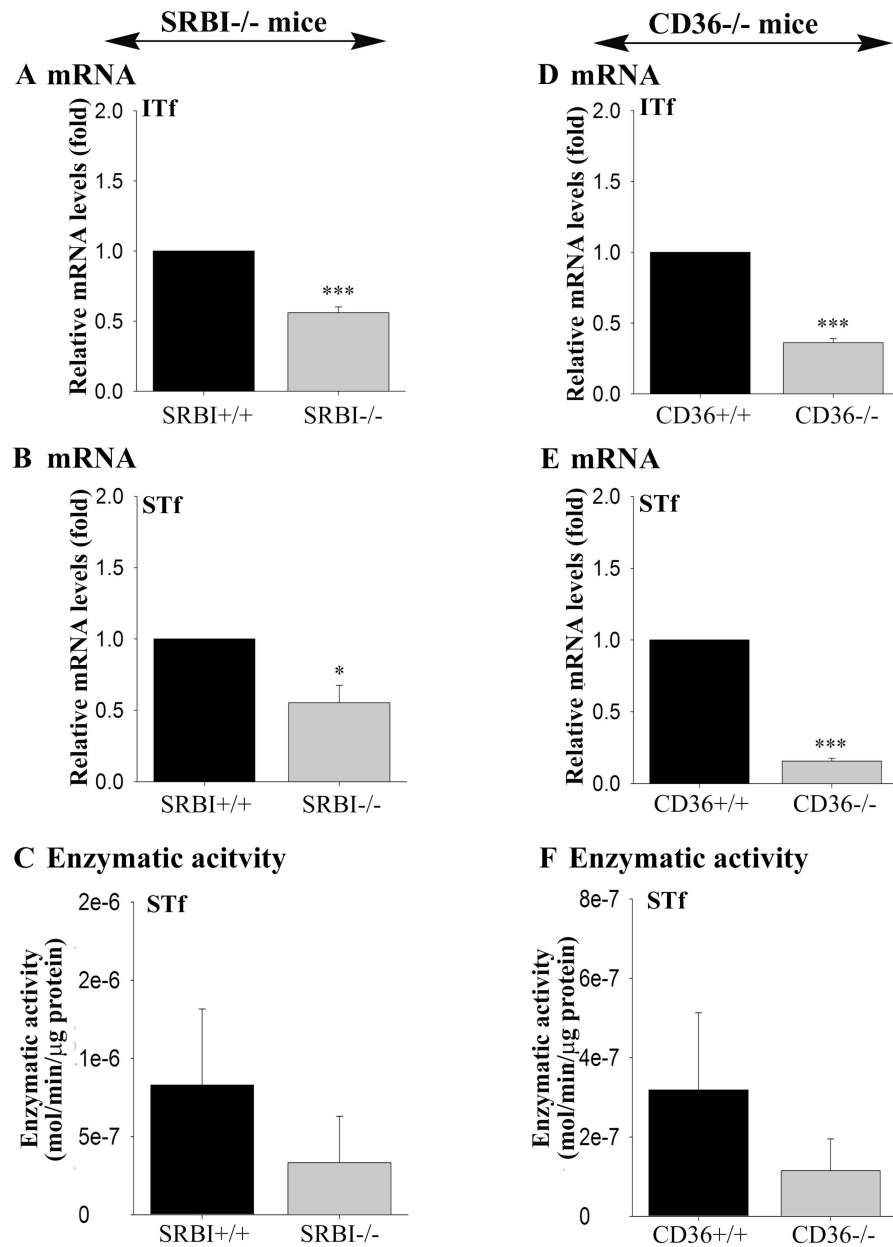 SRBI-/- mice
A mRNA
ITf
Relative mRNA levels (fold)
2.0
1.5
1.0
0.5
0.0
***
SRBI+/+ SRBI-/-
B mRNA
STf
Relative mRNA levels (fold)
2.0
1.5
1.0
0.5
0.0
*
SRBI+/+ SRBI-/-
C Enzymatic acitvity
STf
Enzymatic activity
(mol/min/µg protein)
2e-6
2e-6
1e-6
5e-7
0
SRBI+/+ SRBI-/-
CD36-/- mice
D mRNA
ITf
Relative mRNA levels (fold)
2.0
1.5
1.0
0.5
0.0
***
CD36+/+ CD36-/-
E mRNA
STf
Relative mRNA levels (fold)
2.0
1.5
1.0
0.5
0.0
***
CD36+/+ CD36-/-
F Enzymatic activity
STf
Enzymatic activity
(mol/min/µg protein)
8e-7
6e-7
4e-7
2e-7
0
CD36+/+ CD36-/-